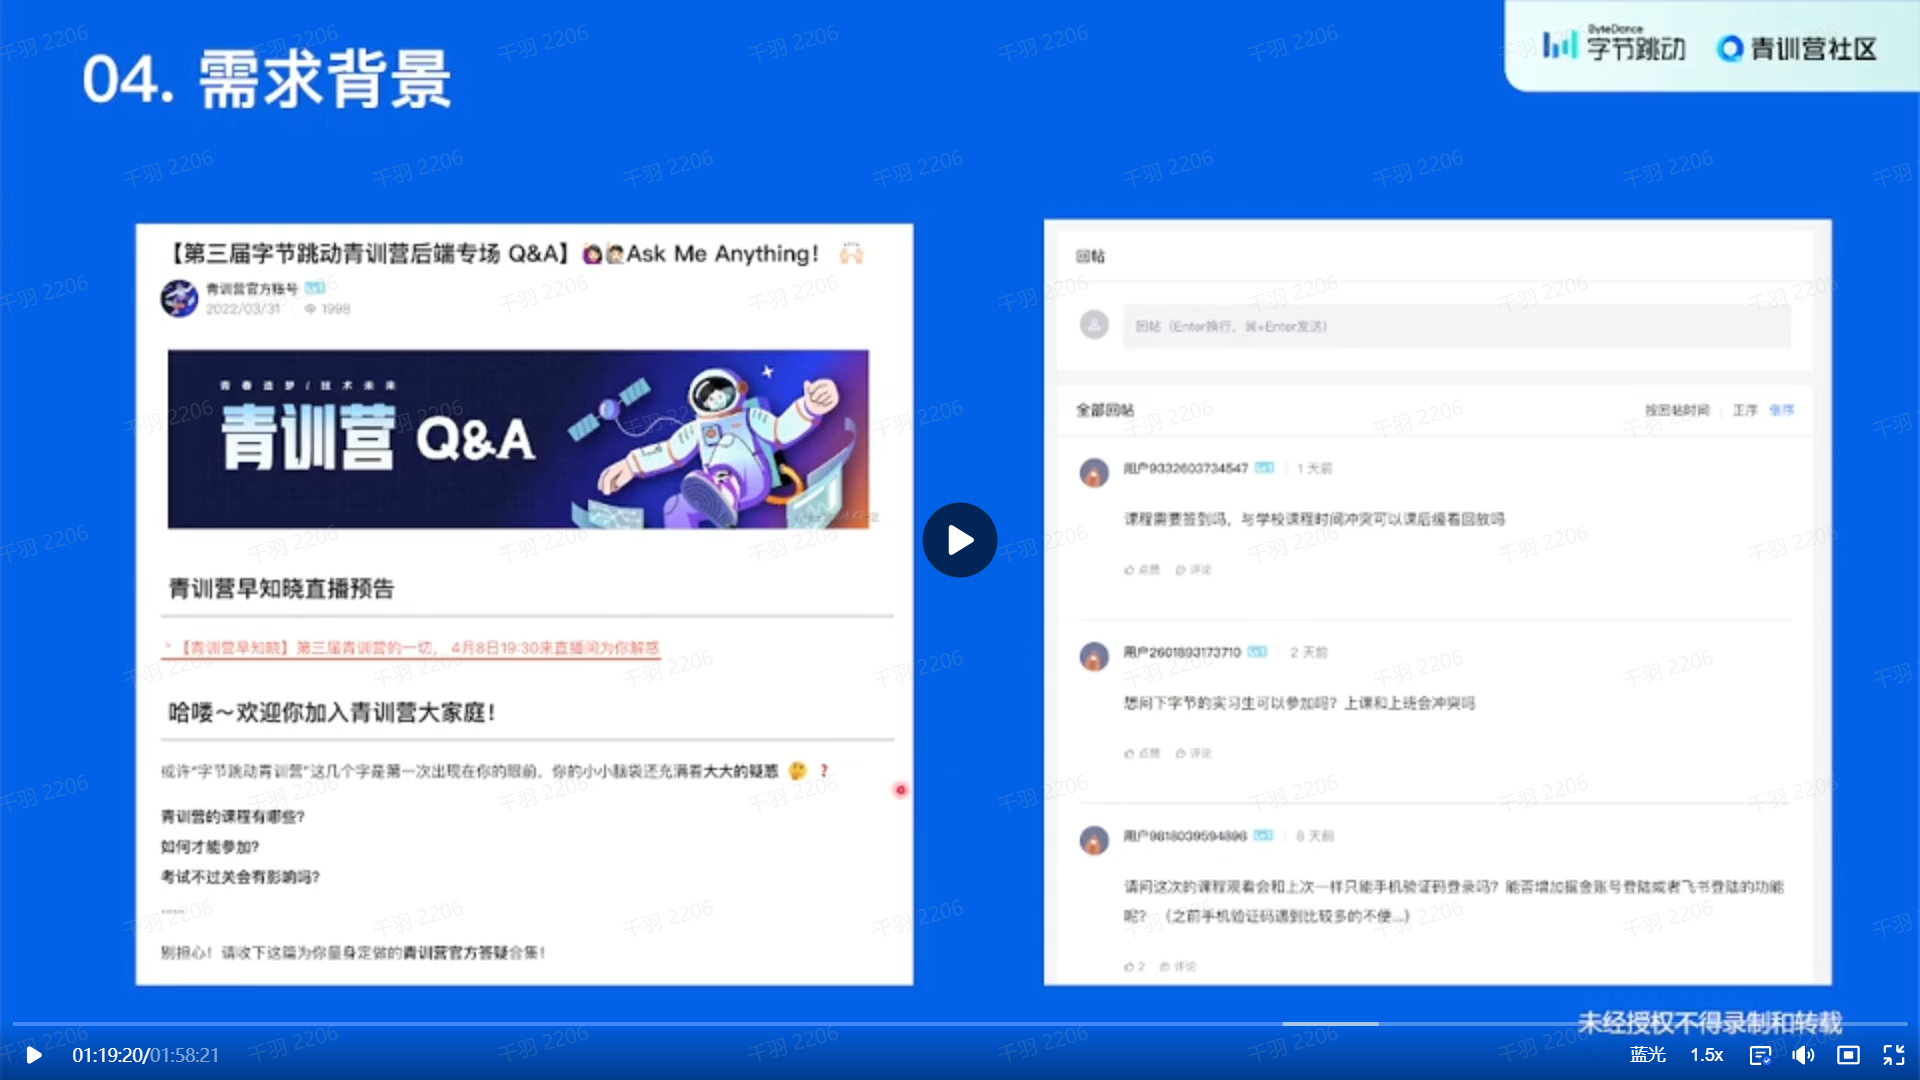 04. 需求背景
ByteDance
字节跳动
青训营社区
【第三届字节跳动青训营后端专场 Q&A】🙋🏻‍♀️🙋🏻Ask Me Anything！ 🙌🏻
青训营官方账号
2022/03/31 1998
青春造梦/技术未来
青训营 Q&A
青训营早知晓直播预告
【青训营早知晓】第三届青训营的一切，4月8日19:30来直播间为你解惑
哈喽～欢迎你加入青训营大家庭！
或许“字节跳动青训营”这几个字是第一次出现在你的眼前，你的小小脑袋还充满着大大的疑惑 🤔 ❓
青训营的课程有哪些？
如何才能参加？
考试不过关会有影响吗？
......
别担心！请收下这篇为你量身定做的青训营官方答疑合集！
回帖
回帖（Enter换行，⌘+Enter发送）
全部回帖 按回帖时间 正序 倒序
用户9332603734547 1 天前
课程需要签到吗，与学校课程时间冲突可以课后缓看回放吗
点赞 评论
用户2601893173710 2 天前
想问下字节的实习生可以参加吗？上课和上班会冲突吗
点赞 评论
用户9818039594896 8 天前
请问这次的课程观看会和上次一样只能手机验证码登录吗？能否增加掘金账号登陆或者飞书登陆的功能
呢？（之前手机验证码遇到比较多的不便...）
2 评论
未经授权不得录制和转载
01:19:20/01:58:21
蓝光 1.5x
千羽 2206